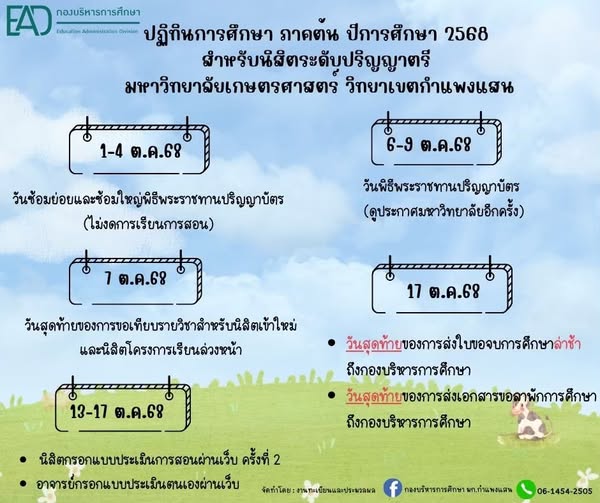 EAD กองบริหารการศึกษา
Education Administration Division
ปฏิทินการศึกษา ภาคต้น ปีการศึกษา 2568
สำหรับนิสิตระดับปริญญาตรี
มหาวิทยาลัยเกษตรศาสตร์ วิทยาเขตกำแพงแสน
1-4 ต.ค.68
วันซ้อมย่อยและซ้อมใหญ่พิธีพระราชทานปริญญาบัตร
(ไม่งดการเรียนการสอน)
6-9 ต.ค.68
วันพิธีพระราชทานปริญญาบัตร
(ดูประกาศมหาวิทยาลัยอีกครั้ง)
7 ต.ค.68
วันสุดท้ายของการขอเทียบรายวิชาสำหรับนิสิตเข้าใหม่
และนิสิตโครงการเรียนล่วงหน้า
17 ต.ค.68
• วันสุดท้ายของการส่งใบขอจบการศึกษาล่าช้า
ถึงกองบริหารการศึกษา
• วันสุดท้ายของการส่งเอกสารขอลาพักการศึกษา
ถึงกองบริหารการศึกษา
13-17 ต.ค.68
• นิสิตกรอกแบบประเมินการสอนผ่านเว็บ ครั้งที่ 2
• อาจารย์กรอกแบบประเมินตนเองผ่านเว็บ
จัดทำโดย : งานทะเบียนและประมวลผล กองบริหารการศึกษา มก.กำแพงแสน 06-1454-2505